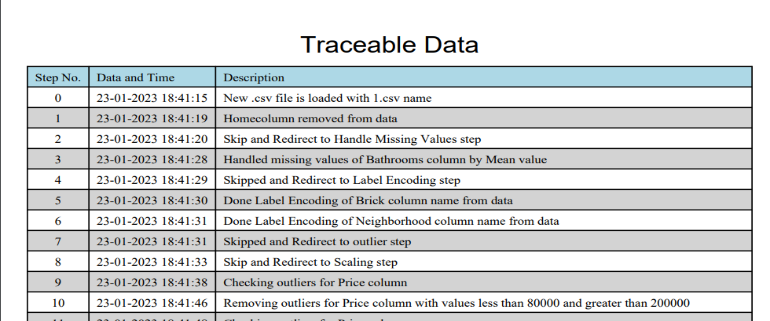 Traceable Data
Step No. Data and Time Description
0 23-01-2023 18:41:15 New .csv file is loaded with 1.csv name
1 23-01-2023 18:41:19 Homecolumn removed from data
2 23-01-2023 18:41:20 Skip and Redirect to Handle Missing Values step
3 23-01-2023 18:41:28 Handled missing values of Bathrooms column by Mean value
4 23-01-2023 18:41:29 Skipped and Redirect to Label Encoding step
5 23-01-2023 18:41:30 Done Label Encoding of Brick column name from data
6 23-01-2023 18:41:31 Done Label Encoding of Neighborhood column name from data
7 23-01-2023 18:41:31 Skipped and Redirect to outlier step
8 23-01-2023 18:41:33 Skip and Redirect to Scaling step
9 23-01-2023 18:41:38 Checking outliers for Price column
10 23-01-2023 18:41:46 Removing outliers for Price column with values less than 80000 and greater than 200000